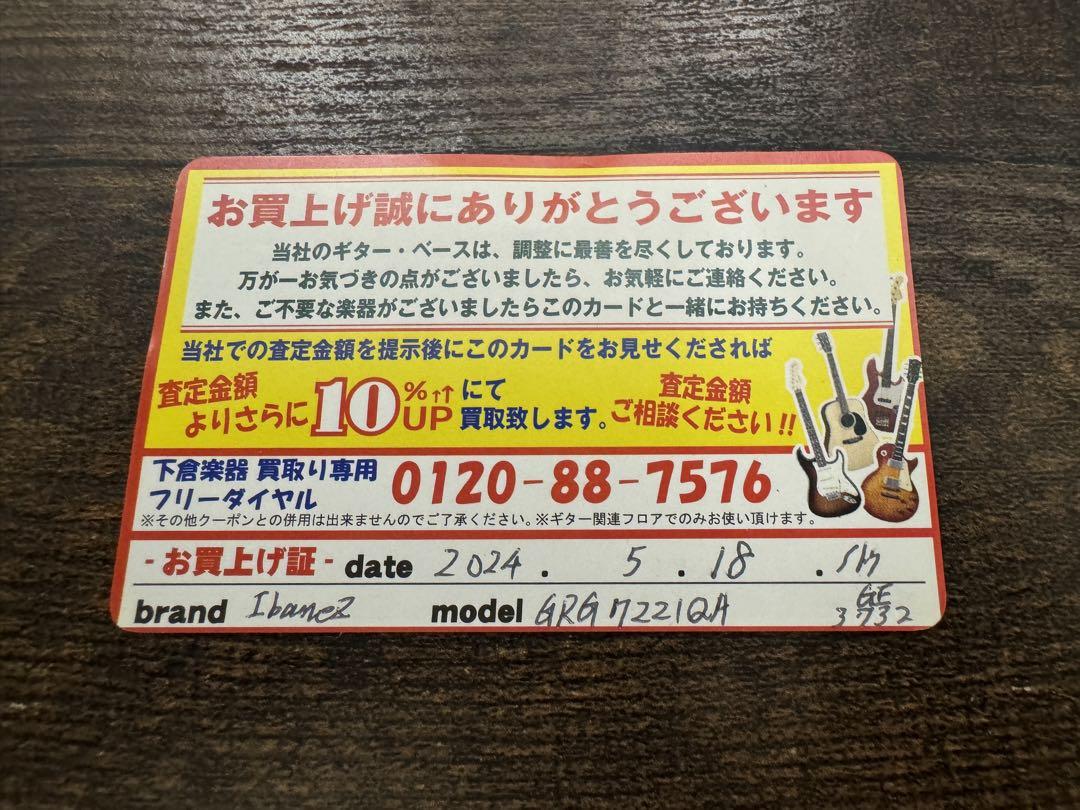 お買上げ誠にありがとうございます
当社のギター・ベースは、調整に最善を尽くしております。
万が一お気づきの点がございましたら、お気軽にご連絡ください。
また、ご不要な楽器がございましたらこのカードと一緒にお持ちください。
当社での査定金額を提示後にこのカードをお見せくだされば
査定金額よりさらに10%↑↑UPにて買取致します。査定金額ご相談ください!!
下倉楽器 買取り専用フリーダイヤル 0120-88-7576
※その他クーポンとの併用は出来ませんのでご了承ください。※ギター関連フロアでのみお使い頂けます。
-お買上げ証- date 2024 . 5 . 18 .
brand Ibanez model GRG7221QA GE 3732